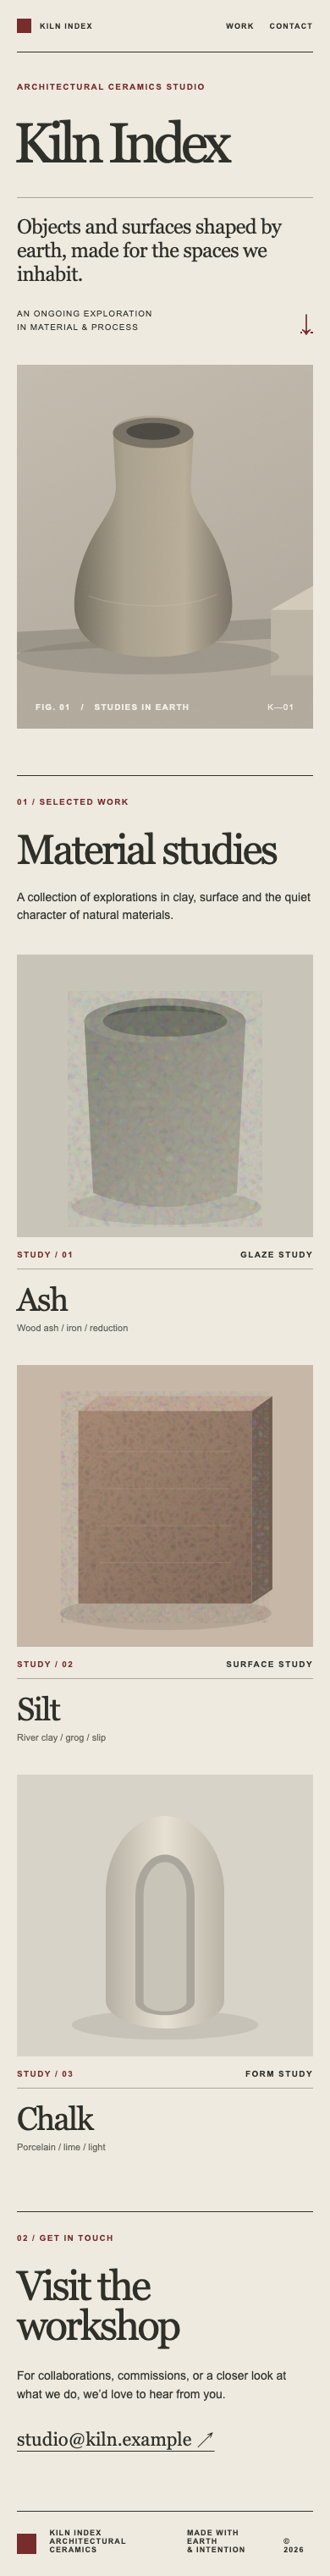 KILN INDEX
WORK CONTACT
ARCHITECTURAL CERAMICS STUDIO
Kiln Index
Objects and surfaces shaped by
earth, made for the spaces we
inhabit.
AN ONGOING EXPLORATION
IN MATERIAL & PROCESS
↓
FIG. 01 / STUDIES IN EARTH
K—01
01 / SELECTED WORK
Material studies
A collection of explorations in clay, surface and the quiet
character of natural materials.
STUDY / 01
GLAZE STUDY
Ash
Wood ash / iron / reduction
STUDY / 02
SURFACE STUDY
Silt
River clay / grog / slip
STUDY / 03
FORM STUDY
Chalk
Porcelain / lime / light
02 / GET IN TOUCH
Visit the
workshop
For collaborations, commissions, or a closer look at
what we do, we’d love to hear from you.
studio@kiln.example ↗
KILN INDEX
ARCHITECTURAL
CERAMICS
MADE WITH
EARTH
& INTENTION
©
2026